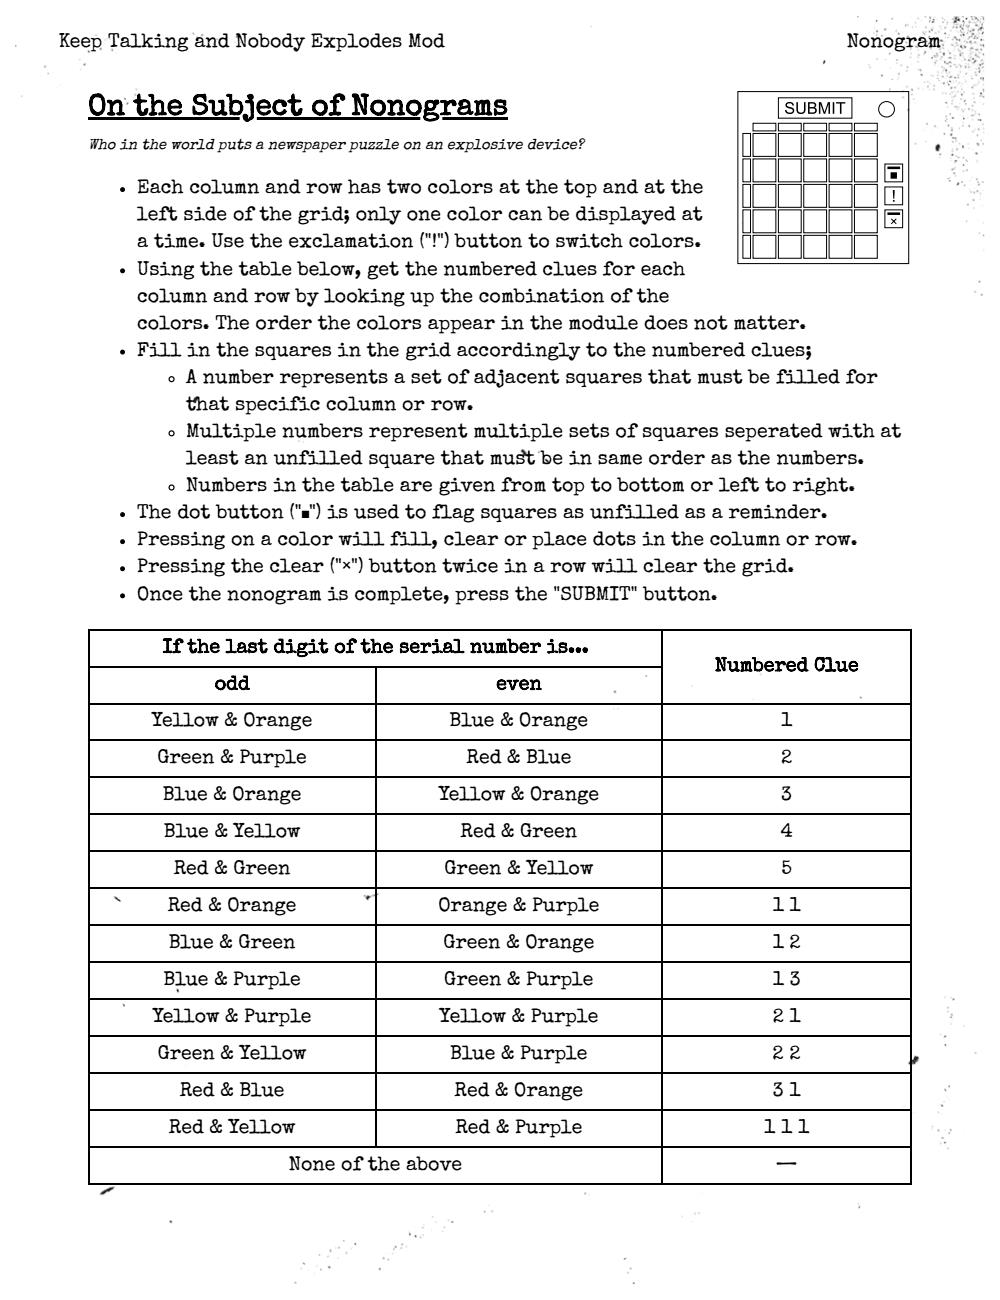 Keep Talking and Nobody Explodes Mod Nonogram
On the Subject of Nonograms
SUBMIT
Who in the world puts a newspaper puzzle on an explosive device?
• Each column and row has two colors at the top and at the
left side of the grid; only one color can be displayed at
a time. Use the exclamation ("!") button to switch colors.
!
×
• Using the table below, get the numbered clues for each
column and row by looking up the combination of the
colors. The order the colors appear in the module does not matter.
• Fill in the squares in the grid accordingly to the numbered clues;
◦ A number represents a set of adjacent squares that must be filled for
that specific column or row.
◦ Multiple numbers represent multiple sets of squares seperated with at
least an unfilled square that must be in same order as the numbers.
◦ Numbers in the table are given from top to bottom or left to right.
• The dot button ("■") is used to flag squares as unfilled as a reminder.
• Pressing on a color will fill, clear or place dots in the column or row.
• Pressing the clear ("×") button twice in a row will clear the grid.
• Once the nonogram is complete, press the "SUBMIT" button.
If the last digit of the serial number is... Numbered Clue
odd even
Yellow & Orange Blue & Orange 1
Green & Purple Red & Blue 2
Blue & Orange Yellow & Orange 3
Blue & Yellow Red & Green 4
Red & Green Green & Yellow 5
Red & Orange Orange & Purple 1 1
Blue & Green Green & Orange 1 2
Blue & Purple Green & Purple 1 3
Yellow & Purple Yellow & Purple 2 1
Green & Yellow Blue & Purple 2 2
Red & Blue Red & Orange 3 1
Red & Yellow Red & Purple 1 1 1
None of the above —